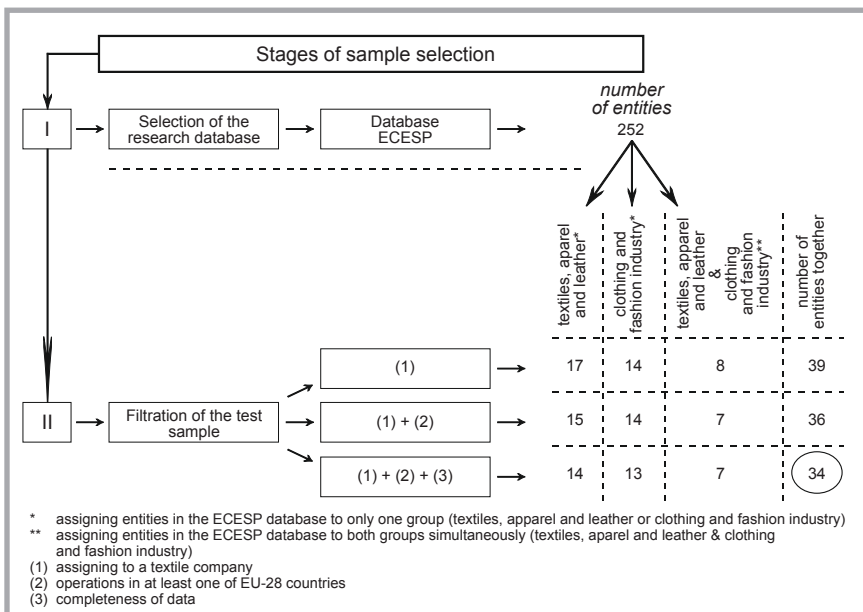 Stages of sample selection
number
of entities
I
Selection of the
research database
Database
ECESP
252
textiles, aparel
and leather*
clothing and
fashion industry*
textiles, apparel
and leather
&
clothing
and fashion
industry**
number of
entities together
(1)
17 14 8 39
II
Filtration of the test
sample
(1) + (2)
15 14 7 36
(1) + (2) + (3)
14 13 7 34
* assigning entities in the ECESP database to only one group (textiles, apparel and leather or clothing and fashion industry)
** assigning entities in the ECESP database to both groups simultaneously (textiles, aparel and leather & clothing
and fashion industry)
(1) assigning to a textile company
(2) operations in at least one of EU-28 countries
(3) completeness of data